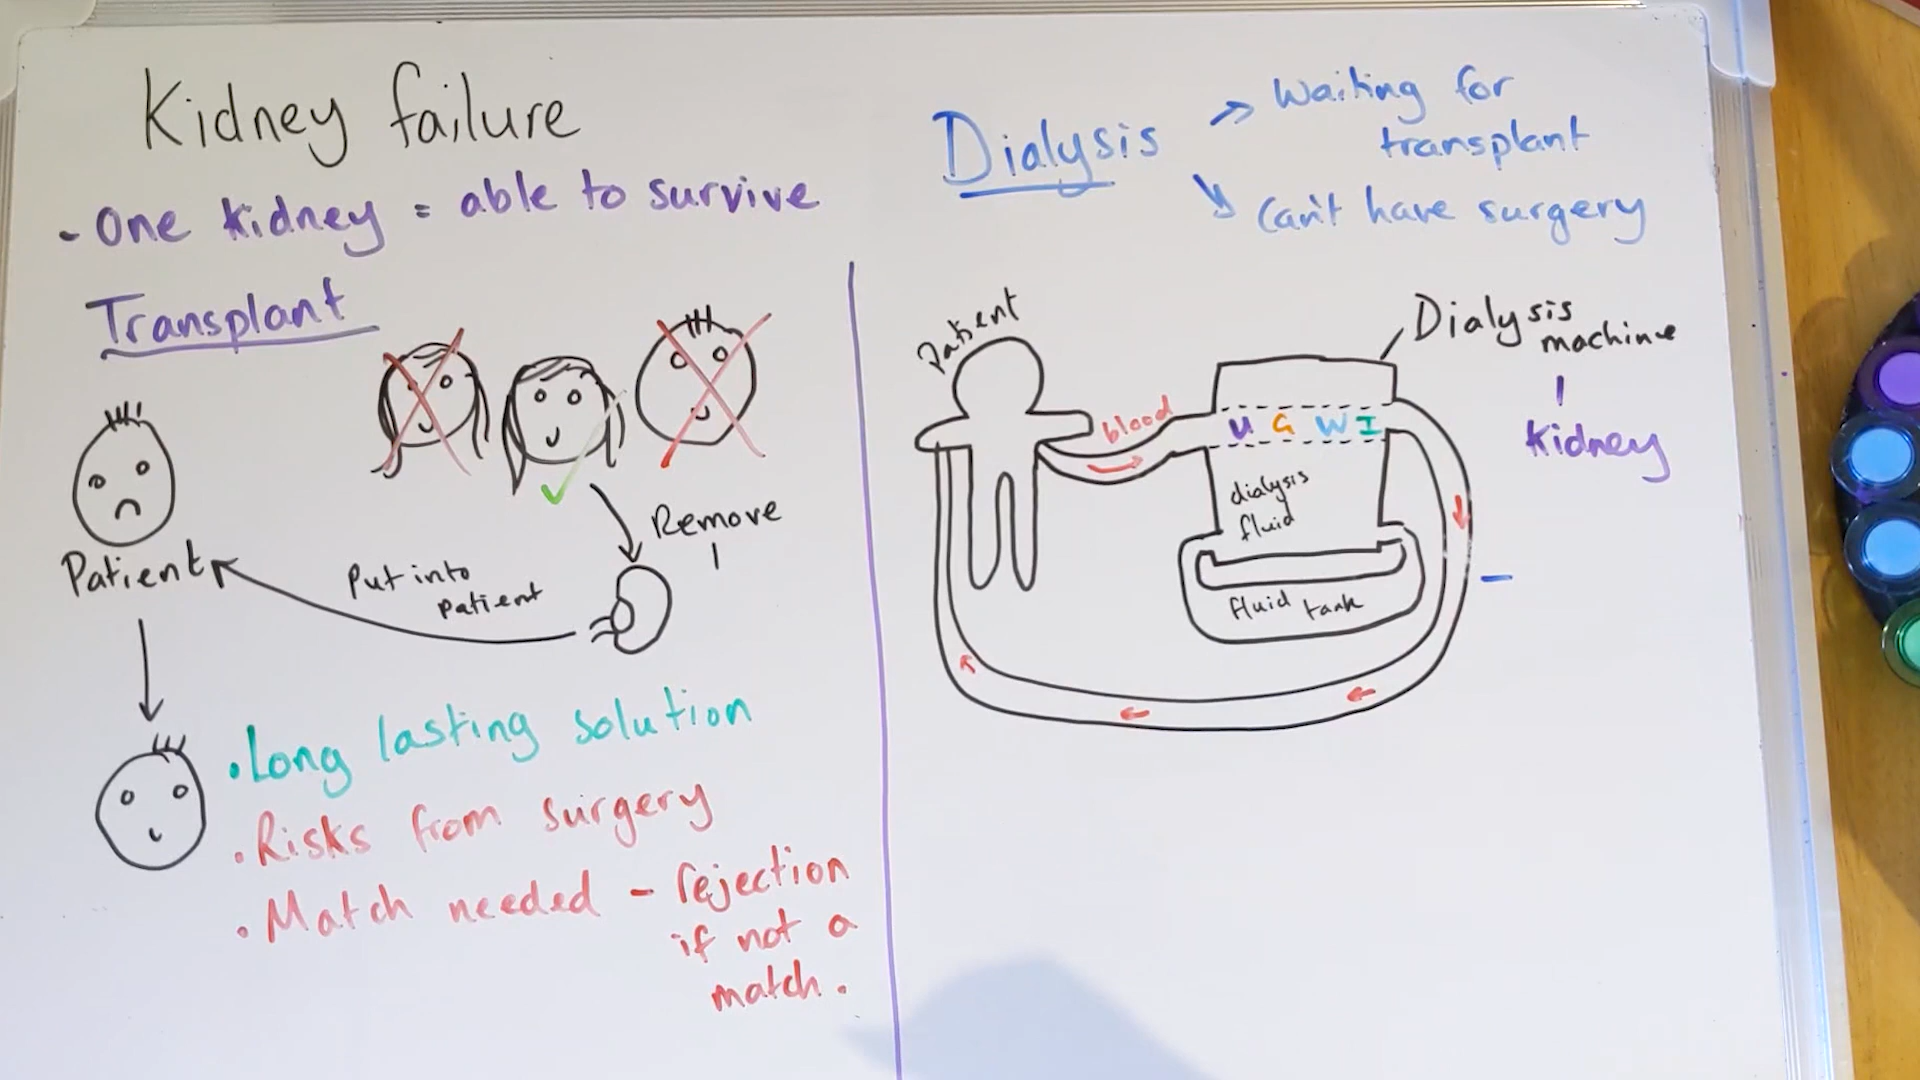 Kidney failure
- One kidney = able to survive
Transplant
Patient
Remove
Put into
patient
• Long lasting solution
• Risks from surgery
• Match needed - rejection
if not a
match.
Dialysis → Waiting for
transplant
↘ Can't have surgery
Patient
blood
U G W I
dialysis
fluid
fluid tank
Dialysis
machine
Kidney